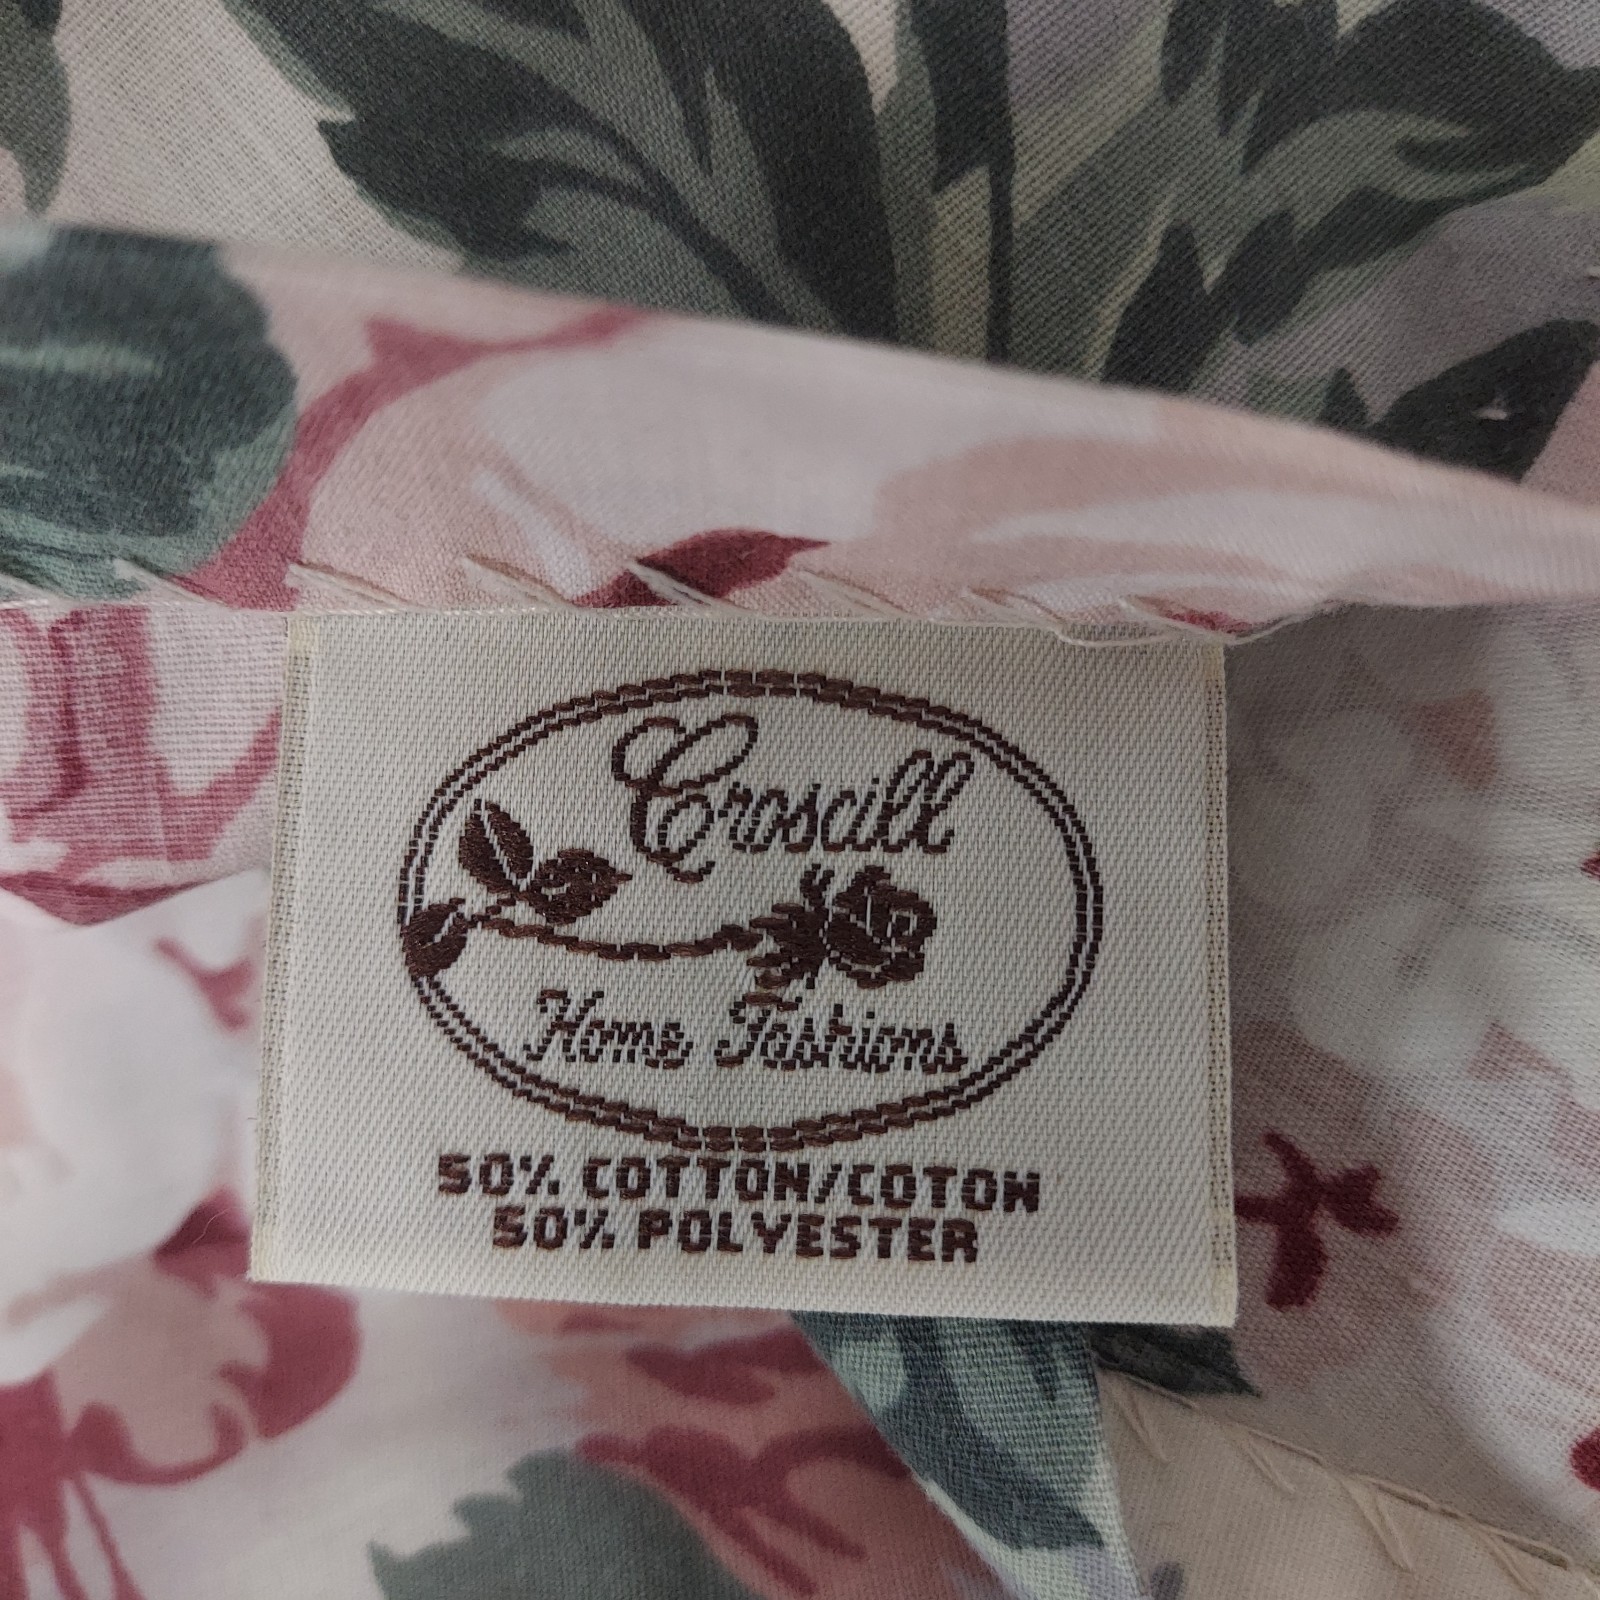 Croscill
Home Fashions
50% COTTON/COTON
50% POLYESTER